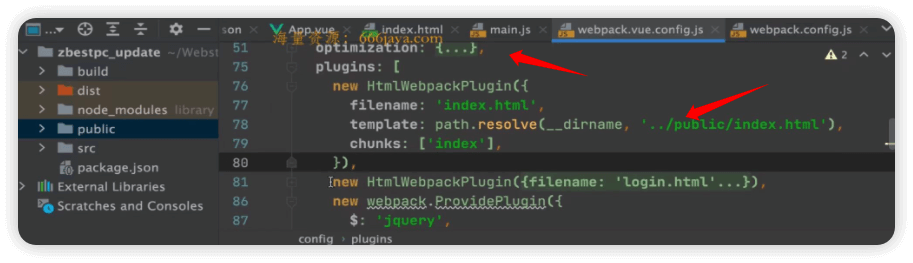 son
App.vue
index.html
main.js
webpack.vue.config.js
webpack.config.js
海量资源：666java.com
zbestpc_update ~/Webst
build
dist
node_modules library
public
src
package.json
External Libraries
Scratches and Consoles
2
51 optimization: {...},
75 plugins: [
76 new HtmlWebpackPlugin({
77 filename: 'index.html',
78 template: path.resolve(__dirname, '../public/index.html'),
79 chunks: ['index'],
80 }),
81 new HtmlWebpackPlugin({filename: 'login.html'...}),
86 new webpack.ProvidePlugin({
87 $: 'jquery',
config › plugins